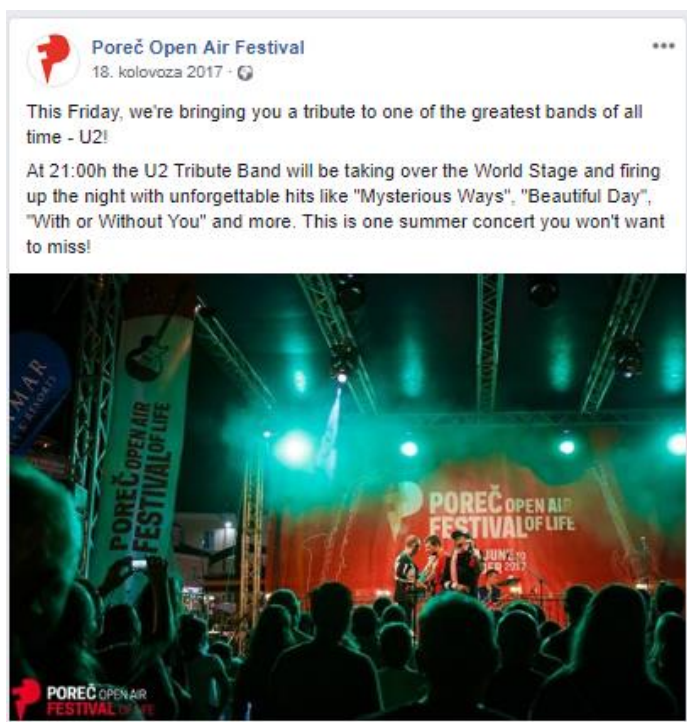 Poreč Open Air Festival
18. kolovoza 2017 ·
This Friday, we're bringing you a tribute to one of the greatest bands of all
time - U2!
At 21:00h the U2 Tribute Band will be taking over the World Stage and firing
up the night with unforgettable hits like "Mysterious Ways", "Beautiful Day",
"With or Without You" and more. This is one summer concert you won't want
to miss!
POREČ OPEN AIR
FESTIVAL OF LIFE
POREČ OPEN AIR
FESTIVAL OF LIFE
2017
POREČ OPEN AIR
FESTIVAL OF LIFE